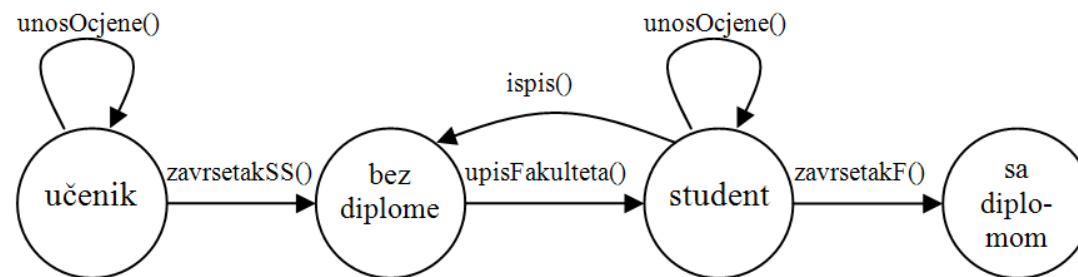 unosOcjene()
unosOcjene()
ispis()
učenik
zavrsetakSS()
bez
diplome
upisFakulteta()
student
zavrsetakF()
sa
diplo-
mom